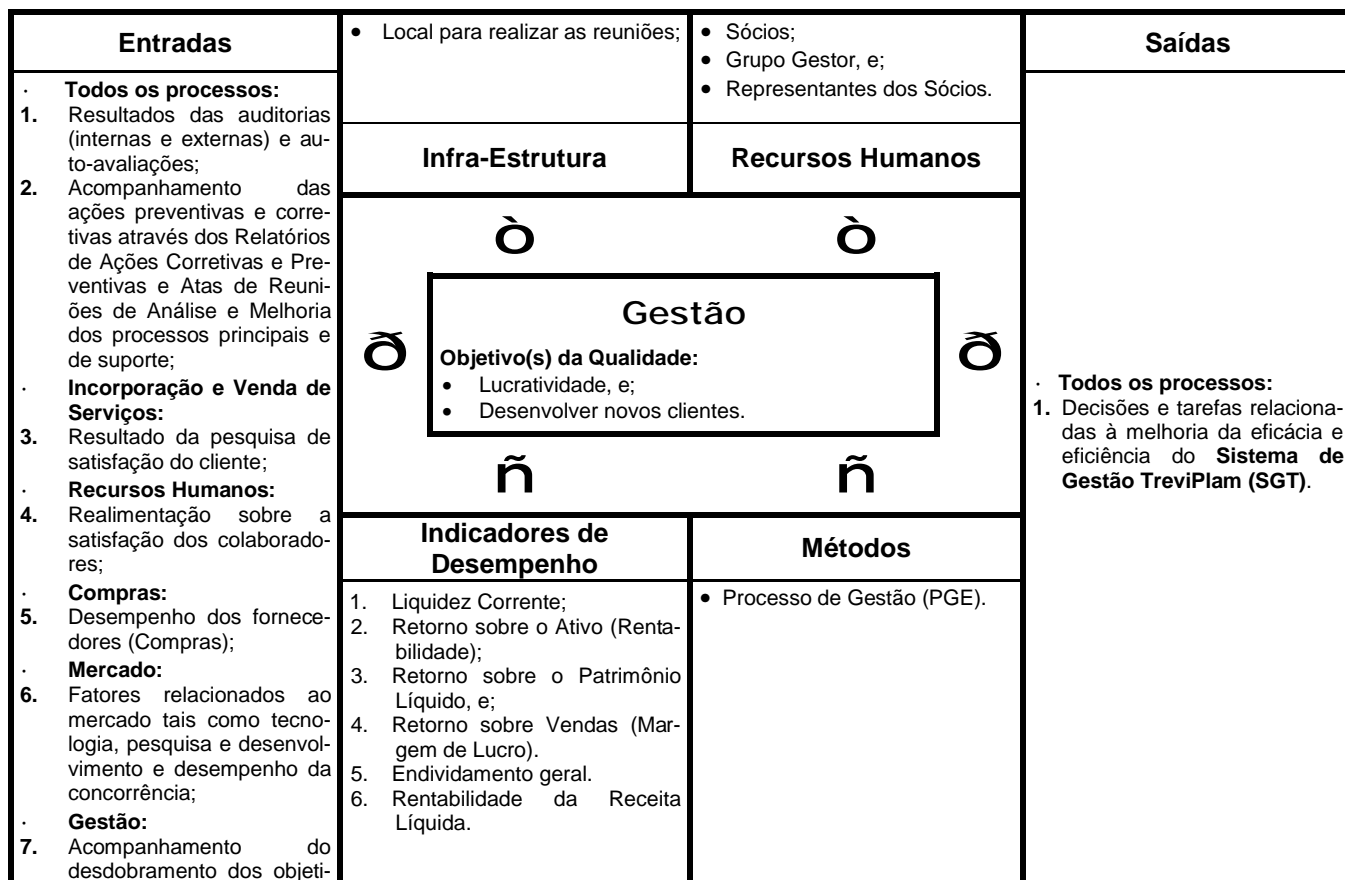 Entradas
· Todos os processos:
1. Resultados das auditorias
(internas e externas) e au-
to-avaliações;
2. Acompanhamento das
ações preventivas e corre-
tivas através dos Relatórios
de Ações Corretivas e Pre-
ventivas e Atas de Reuni-
ões de Análise e Melhoria
dos processos principais e
de suporte;
· Incorporação e Venda de
Serviços:
3. Resultado da pesquisa de
satisfação do cliente;
· Recursos Humanos:
4. Realimentação sobre a
satisfação dos colaborado-
res;
· Compras:
5. Desempenho dos fornece-
dores (Compras);
· Mercado:
6. Fatores relacionados ao
mercado tais como tecno-
logia, pesquisa e desenvol-
vimento e desempenho da
concorrência;
· Gestão:
7. Acompanhamento do
desdobramento dos objeti-
• Local para realizar as reuniões;
Infra-Estrutura
• Sócios;
• Grupo Gestor, e;
• Representantes dos Sócios.
Recursos Humanos
ò ò
ð
Gestão
Objetivo(s) da Qualidade:
• Lucratividade, e;
• Desenvolver novos clientes.
ð
ñ ñ
Indicadores de
Desempenho
1. Liquidez Corrente;
2. Retorno sobre o Ativo (Renta-
bilidade);
3. Retorno sobre o Patrimônio
Líquido, e;
4. Retorno sobre Vendas (Mar-
gem de Lucro).
5. Endividamento geral.
6. Rentabilidade da Receita
Líquida.
Métodos
• Processo de Gestão (PGE).
Saídas
· Todos os processos:
1. Decisões e tarefas relaciona-
das à melhoria da eficácia e
eficiência do Sistema de
Gestão TreviPlam (SGT).